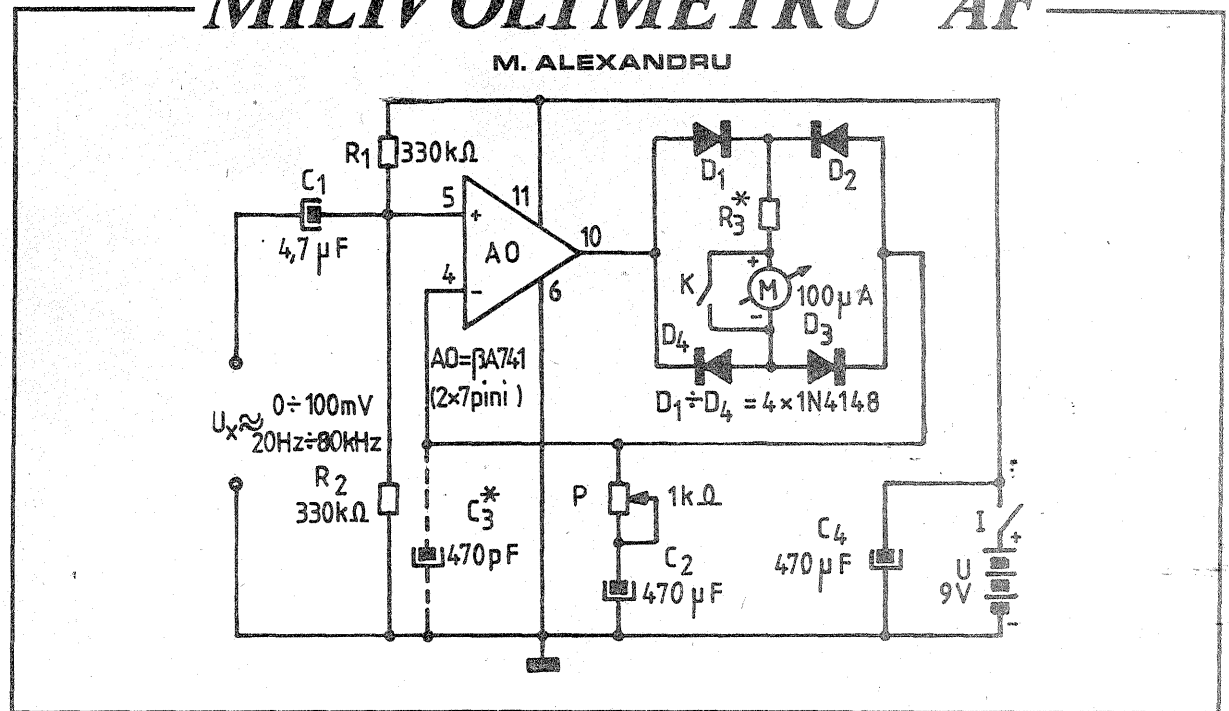 MILIVOLTMETRU AF
M. ALEXANDRU
R1 330kΩ
C1
4,7 μF
5
+
11
AO
10
4
-
6
AO=βA741
(2×7pini)
D1
D2
R3*
K
+
M
-
100μA
D4
D3
D1÷D4 = 4×1N4148
Ux≈ 0÷100mV
20Hz÷80kHz
R2
330kΩ
C3*
470pF
P
1kΩ
C2
470μF
C4
470μF
I
+
U
9V
-